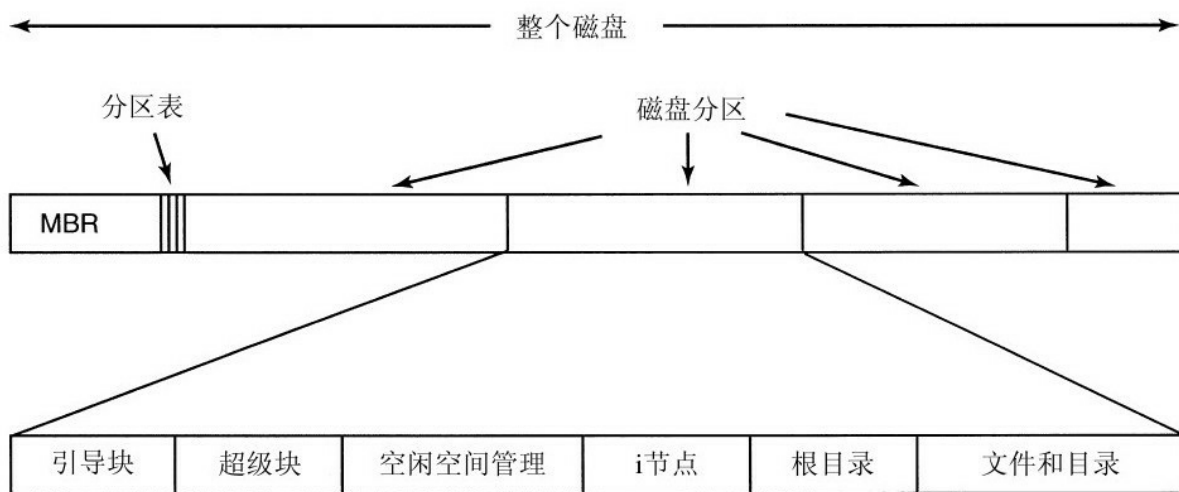 整个磁盘
分区表
磁盘分区
MBR
引导块
超级块
空闲空间管理
i节点
根目录
文件和目录